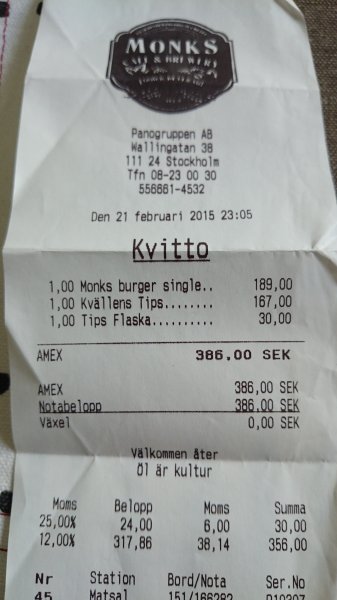 MONKS
CAFÉ & BREWERY
Panogruppen AB
Wallingatan 38
111 24 Stockholm
Tfn 08-23 00 30
556661-4532
Den 21 februari 2015 23:05
Kvitto
1,00 Monks burger single.. 189,00
1,00 Kvällens Tips........ 167,00
1,00 Tips Flaska.......... 30,00
AMEX 386,00 SEK
AMEX 386,00 SEK
Notabelopp 386,00 SEK
Växel 0,00 SEK
Välkommen åter
Öl är kultur
Moms Belopp Moms Summa
25,00% 24,00 6,00 30,00
12,00% 317,86 38,14 356,00
Nr Station Bord/Nota Ser.No
45 Matsal 151/166282